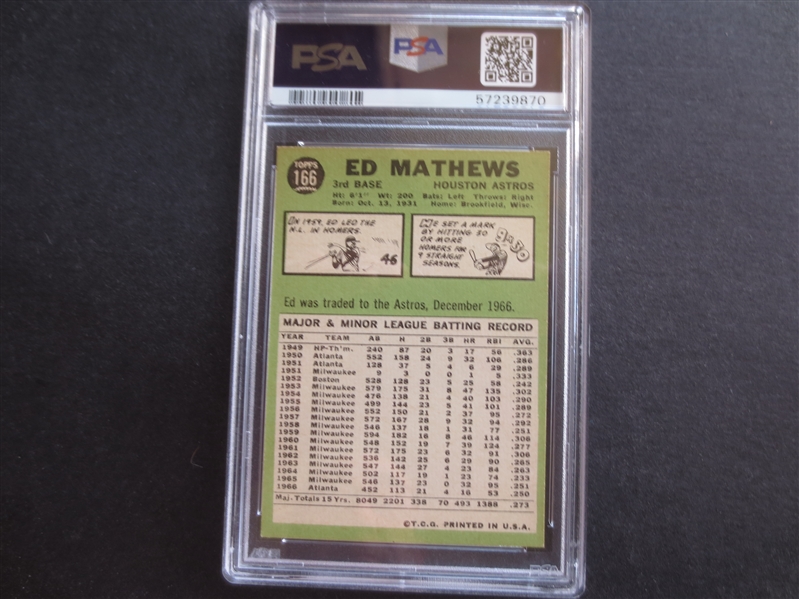 PSA PSA
57239870
TOPPS
166
ED MATHEWS
3rd BASE HOUSTON ASTROS
Ht: 6'1" Wt: 200 Bats: Left Throws: Right
Born: Oct. 13, 1931 Home: Brookfield, Wisc.
IN 1959, ED LED THE
N.L. IN HOMERS.
46
HE SET A MARK
BY HITTING 30
OR MORE
HOMERS FOR
9 STRAIGHT
SEASONS.
9 30
Ed was traded to the Astros, December 1966.
MAJOR & MINOR LEAGUE BATTING RECORD
YEAR TEAM AB H 2B 3B HR RBI AVG.
1949 HP-Th'm. 240 87 20 3 17 56 .363
1950 Atlanta 552 158 24 9 32 106 .286
1951 Atlanta 128 37 5 4 6 29 .289
1951 Milwaukee 9 3 0 0 1 5 .333
1952 Boston 528 128 23 5 25 58 .242
1953 Milwaukee 579 175 31 8 47 135 .302
1954 Milwaukee 476 138 21 4 40 103 .290
1955 Milwaukee 499 144 23 5 41 101 .289
1956 Milwaukee 552 150 21 2 37 95 .272
1957 Milwaukee 572 167 28 9 32 94 .292
1958 Milwaukee 546 137 18 1 31 77 .251
1959 Milwaukee 594 182 16 8 46 114 .306
1960 Milwaukee 548 152 19 7 39 124 .277
1961 Milwaukee 572 175 23 6 32 91 .306
1962 Milwaukee 536 142 25 6 29 90 .265
1963 Milwaukee 547 144 27 4 23 84 .263
1964 Milwaukee 502 117 19 1 23 74 .233
1965 Milwaukee 546 137 23 0 32 95 .251
1966 Atlanta 452 113 21 4 16 53 .250
Maj. Totals 15 Yrs. 8049 2201 338 70 493 1388 .273
©T.C.G. PRINTED IN U.S.A.
PSA